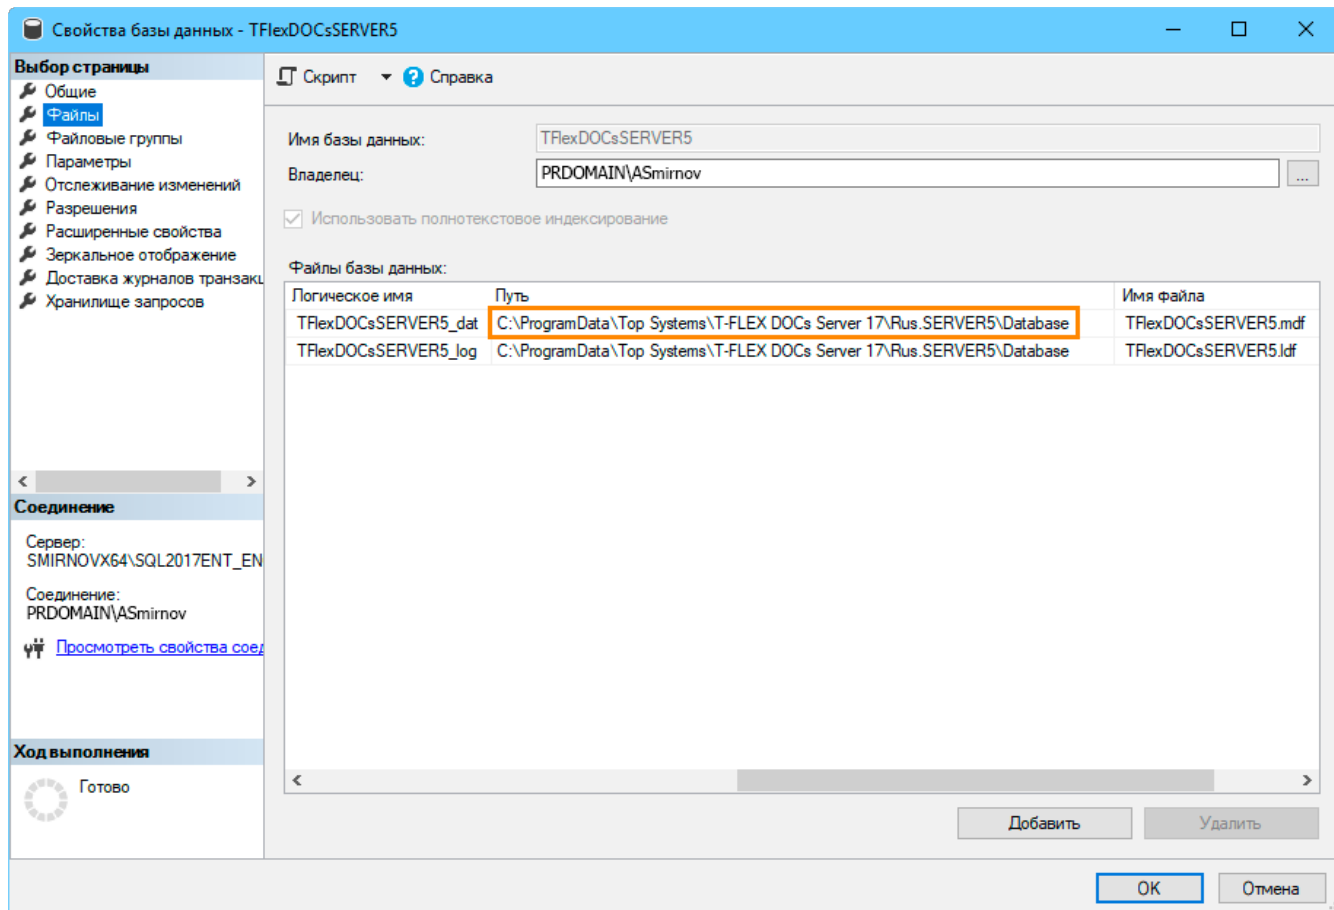 Свойства базы данных - TFlexDOCsSERVER5
Выбор страницы
Общие
Файлы
Файловые группы
Параметры
Отслеживание изменений
Разрешения
Расширенные свойства
Зеркальное отображение
Доставка журналов транзакц
Хранилище запросов
Соединение
Сервер:
SMIRNOVX64\SQL2017ENT_EN
Соединение:
PRDOMAIN\ASmirnov
Просмотреть свойства соед
Ход выполнения
Готово
Скрипт Справка
Имя базы данных: TFlexDOCsSERVER5
Владелец: PRDOMAIN\ASmirnov ...
Использовать полнотекстовое индексирование
Файлы базы данных:
Логическое имя Путь Имя файла
TFlexDOCsSERVER5_dat C:\ProgramData\Top Systems\T-FLEX DOCs Server 17\Rus.SERVER5\Database TFlexDOCsSERVER5.mdf
TFlexDOCsSERVER5_log C:\ProgramData\Top Systems\T-FLEX DOCs Server 17\Rus.SERVER5\Database TFlexDOCsSERVER5.ldf
Добавить Удалить
OK Отмена